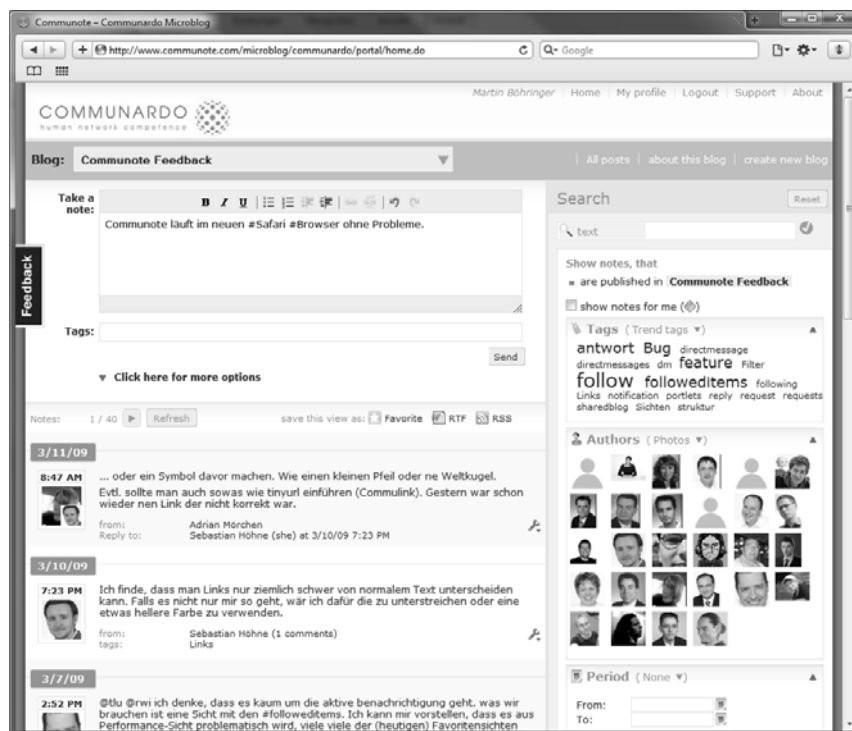 Communote – Communardo Microblog
http://www.communote.com/microblog/communardo/portal/home.do
Google
Martin Böhringer | Home | My profile | Logout | Support | About
COMMUNARDO
human network competence
Blog: Communote Feedback
| All posts | about this blog | create new blog
Take a note:
B I U
Communote läuft im neuen #Safari #Browser ohne Probleme.
Feedback
Tags:
Send
Click here for more options
Notes: 1 / 40 Refresh save this view as: Favorite RTF RSS
3/11/09
8:47 AM
... oder ein Symbol davor machen. Wie einen kleinen Pfeil oder ne Weltkugel.
Evtl. sollte man auch sowas wie tinyurl einführen (Commulink). Gestern war schon
wieder nen Link der nicht korrekt war.
from: Adrian Mörchen
Reply to: Sebastian Höhne (she) at 3/10/09 7:23 PM
3/10/09
7:23 PM
Ich finde, dass man Links nur ziemlich schwer von normalem Text unterscheiden
kann. Falls es nicht nur mir so geht, wär ich dafür die zu unterstreichen oder eine
etwas hellere Farbe zu verwenden.
from: Sebastian Höhne (1 comments)
tags: Links
3/7/09
2:52 PM
@tlu @rwi ich denke, dass es kaum um die aktive benachrichtigung geht. was wir
brauchen ist eine Sicht mit den #followeditems. Ich kann mir vorstellen, dass es aus
Performance-Sicht problematisch wird, viele viele der (heutigen) Favoritensichten
Search Reset
text
Show notes, that
are published in Communote Feedback
show notes for me (@)
Tags (Trend tags ▼)
antwort Bug directmessage
directmessages dm feature Filter
follow followeditems following
Links notification portlets reply request requests
sharedblog Sichten struktur
Authors (Photos ▼)
Period (None ▼)
From:
To: